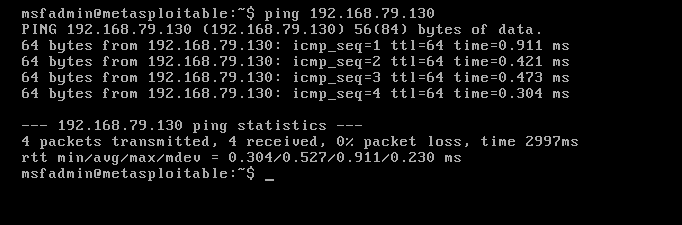 msfadmin@metasploitable:~$ ping 192.168.79.130
PING 192.168.79.130 (192.168.79.130) 56(84) bytes of data.
64 bytes from 192.168.79.130: icmp_seq=1 ttl=64 time=0.911 ms
64 bytes from 192.168.79.130: icmp_seq=2 ttl=64 time=0.421 ms
64 bytes from 192.168.79.130: icmp_seq=3 ttl=64 time=0.473 ms
64 bytes from 192.168.79.130: icmp_seq=4 ttl=64 time=0.304 ms
--- 192.168.79.130 ping statistics ---
4 packets transmitted, 4 received, 0% packet loss, time 2997ms
rtt min/avg/max/mdev = 0.304/0.527/0.911/0.230 ms
msfadmin@metasploitable:~$ _